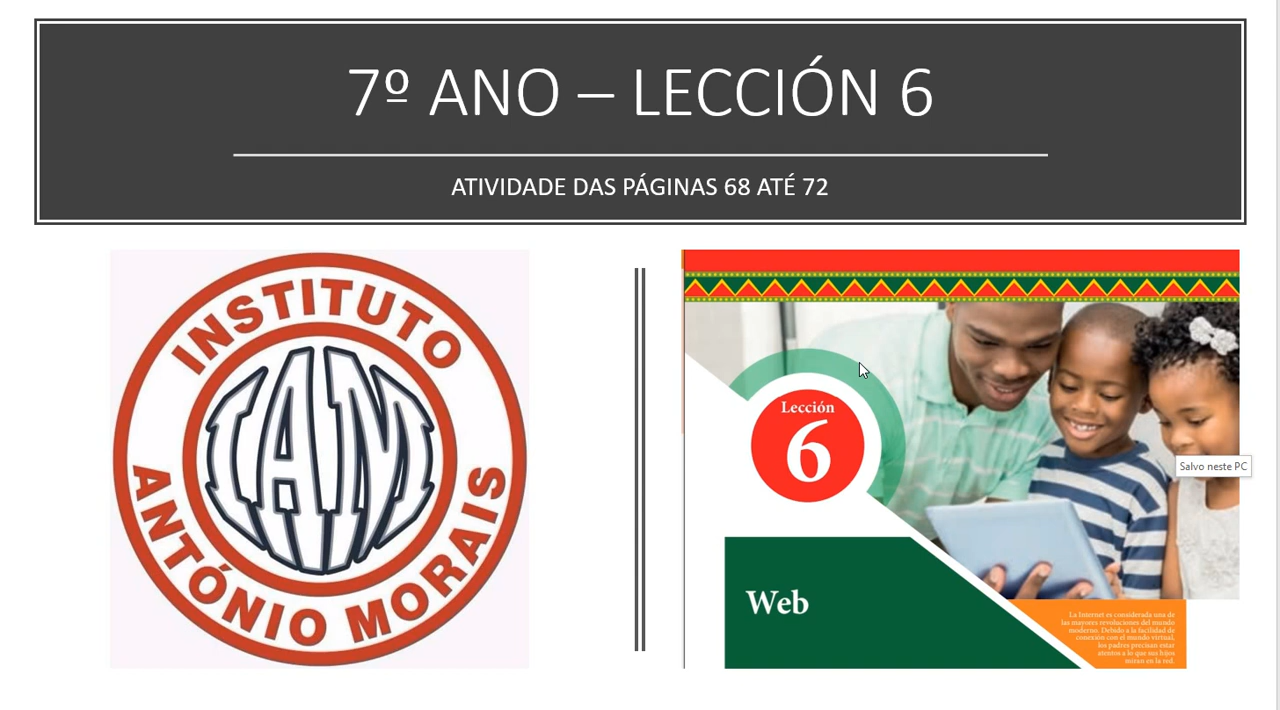 7º ANO – LECCIÓN 6
ATIVIDADE DAS PÁGINAS 68 ATÉ 72
INSTITUTO
IAM
ANTÓNIO MORAIS
Lección
6
Web
La Internet es considerada una de
las mayores revoluciones del mundo
moderno. Debido a la facilidad de
conexión con el mundo virtual,
los padres precisan estar
atentos a lo que sus hijos
miran en la red.
Salvo neste PC